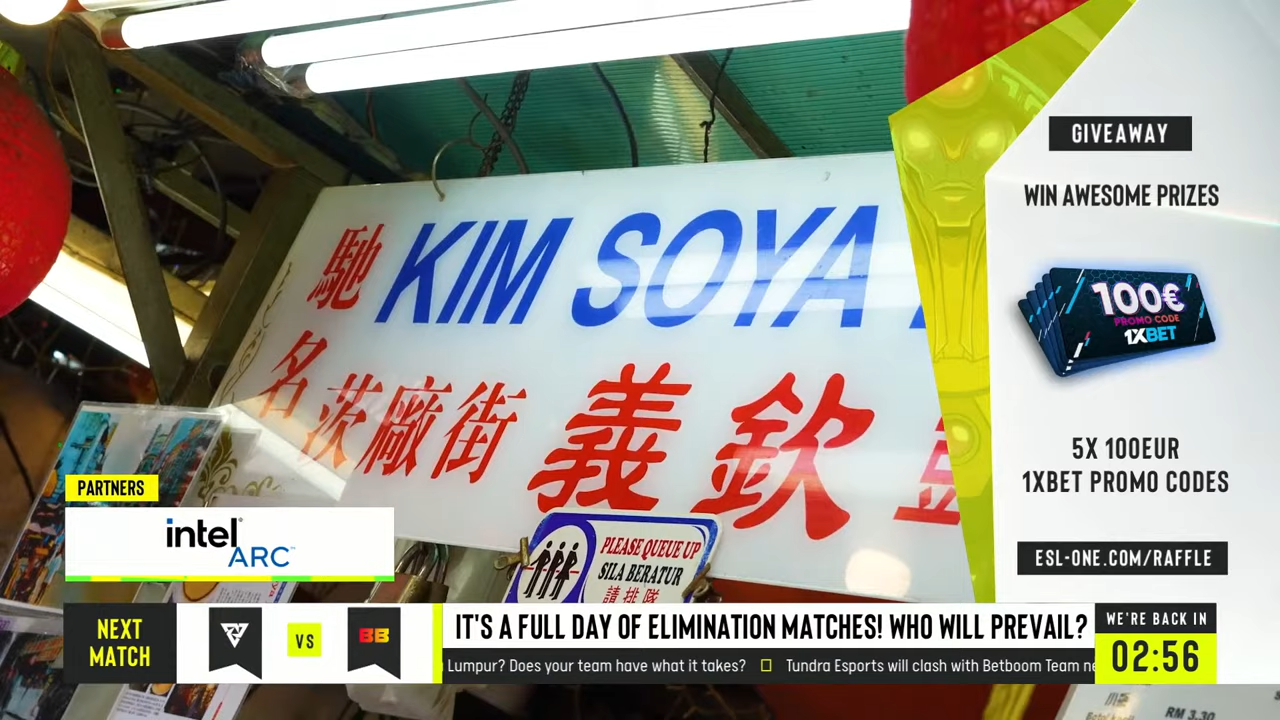 馳 KIM SOYA
名茨廠街 義欽
PLEASE QUEUE UP
SILA BERATUR
請排隊
RM 3.30
GIVEAWAY
WIN AWESOME PRIZES
100€
PROMO CODE
1XBET
5X 100EUR
1XBET PROMO CODES
ESL-ONE.COM/RAFFLE
PARTNERS
intel
ARC
NEXT
MATCH
VS
BB
IT'S A FULL DAY OF ELIMINATION MATCHES! WHO WILL PREVAIL?
Lumpur? Does your team have what it takes? Tundra Esports will clash with Betboom Team ne
WE'RE BACK IN
02:56